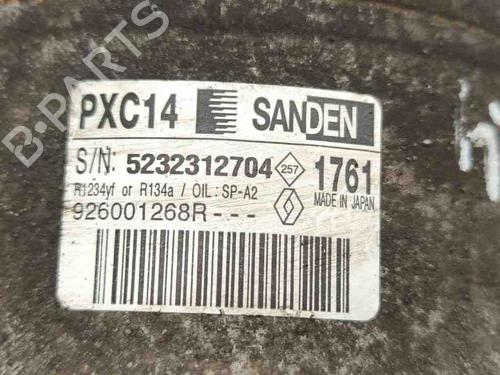 B-PARTS
PXC14 SANDEN
S/N: 5232312704 257 1761
R1234yf or R134a / OIL : SP-A2 MADE IN JAPAN
926001268R---